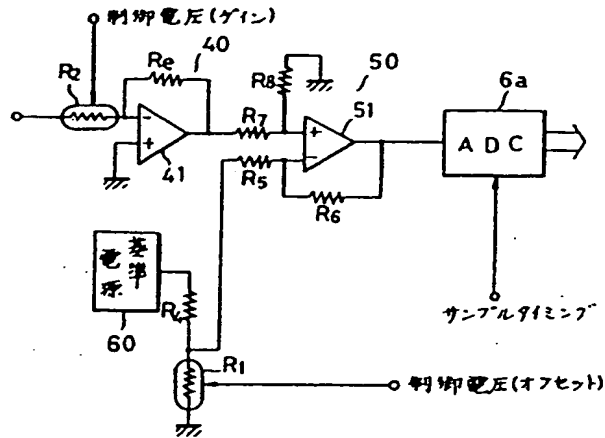 制御電圧(ゲイン)
R2
Re
40
41
R7
R8
50
51
R5
R6
6a
ADC
基準
電源
60
R4
R1
サンプルタイミング
制御電圧(オフセット)
+
-
+
-